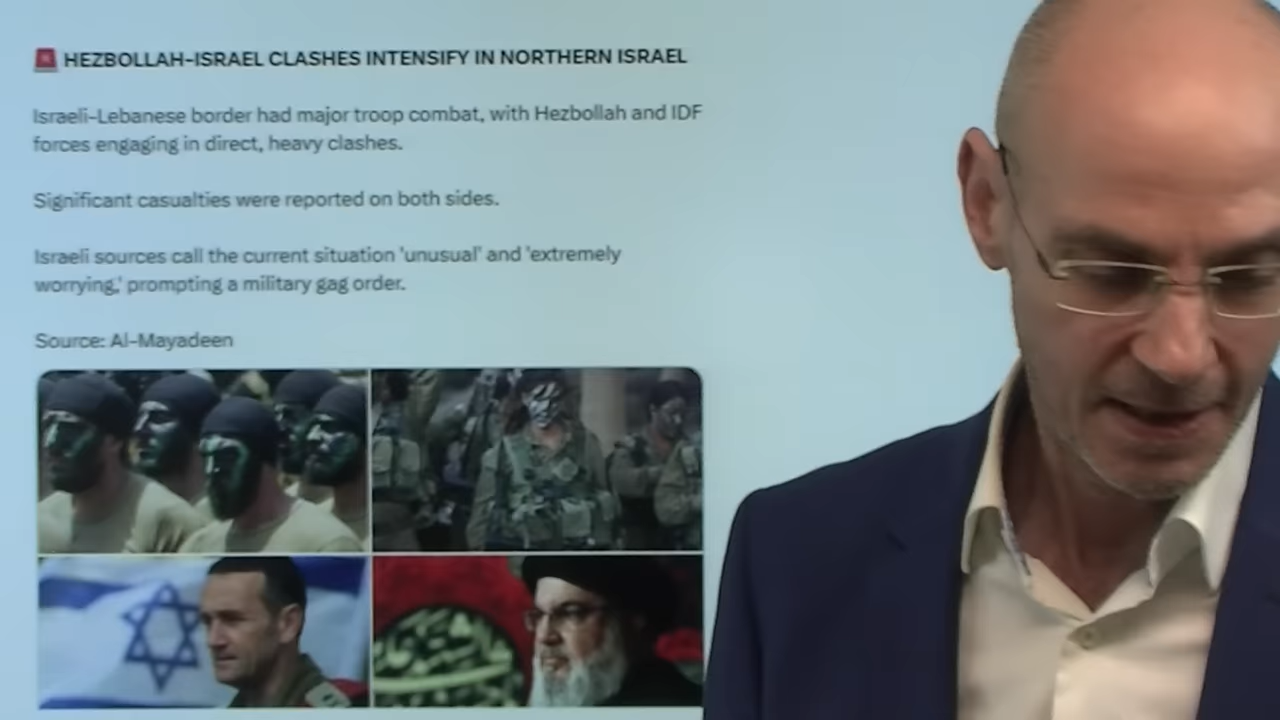 HEZBOLLAH-ISRAEL CLASHES INTENSIFY IN NORTHERN ISRAEL
Israeli-Lebanese border had major troop combat, with Hezbollah and IDF
forces engaging in direct, heavy clashes.
Significant casualties were reported on both sides.
Israeli sources call the current situation 'unusual' and 'extremely
worrying,' prompting a military gag order.
Source: Al-Mayadeen